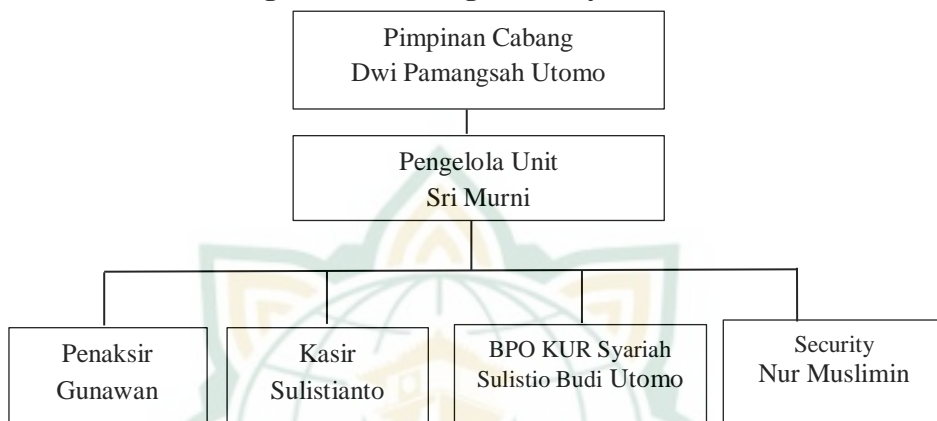 Pimpinan Cabang
Dwi Pamangsah Utomo
Pengelola Unit
Sri Murni
Penaksir
Gunawan
Kasir
Sulistianto
BPO KUR Syariah
Sulistio Budi Utomo
Security
Nur Muslimin